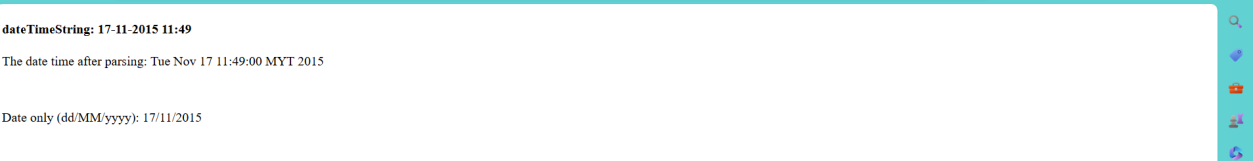 dateTimeString: 17-11-2015 11:49
The date time after parsing: Tue Nov 17 11:49:00 MYT 2015
Date only (dd/MM/yyyy): 17/11/2015